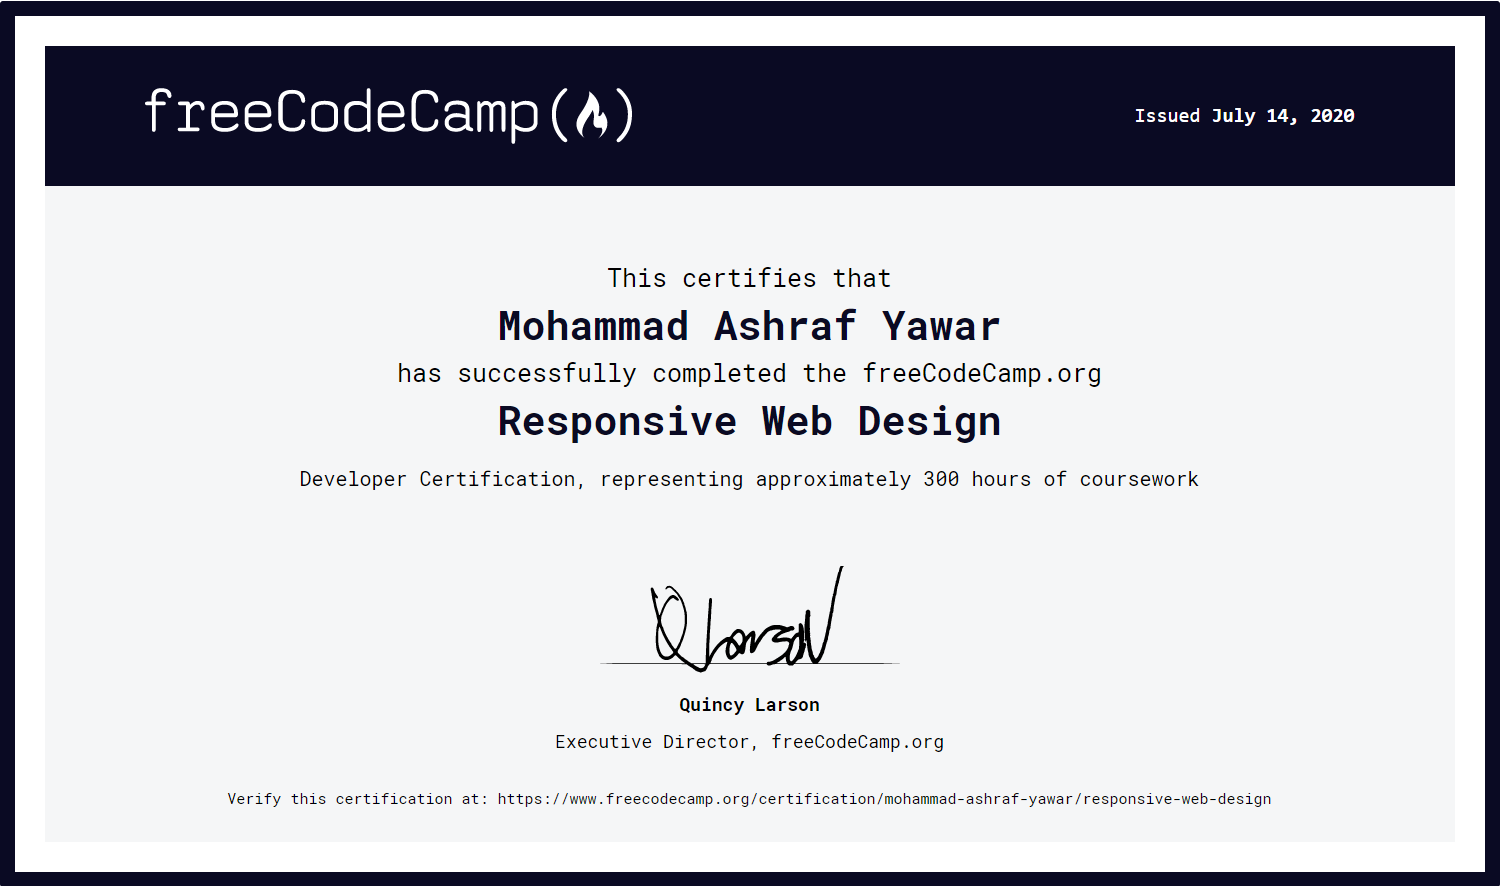 freeCodeCamp(🔥)
Issued July 14, 2020
This certifies that
Mohammad Ashraf Yawar
has successfully completed the freeCodeCamp.org
Responsive Web Design
Developer Certification, representing approximately 300 hours of coursework
Q Larson
Quincy Larson
Executive Director, freeCodeCamp.org
Verify this certification at: https://www.freecodecamp.org/certification/mohammad-ashraf-yawar/responsive-web-design